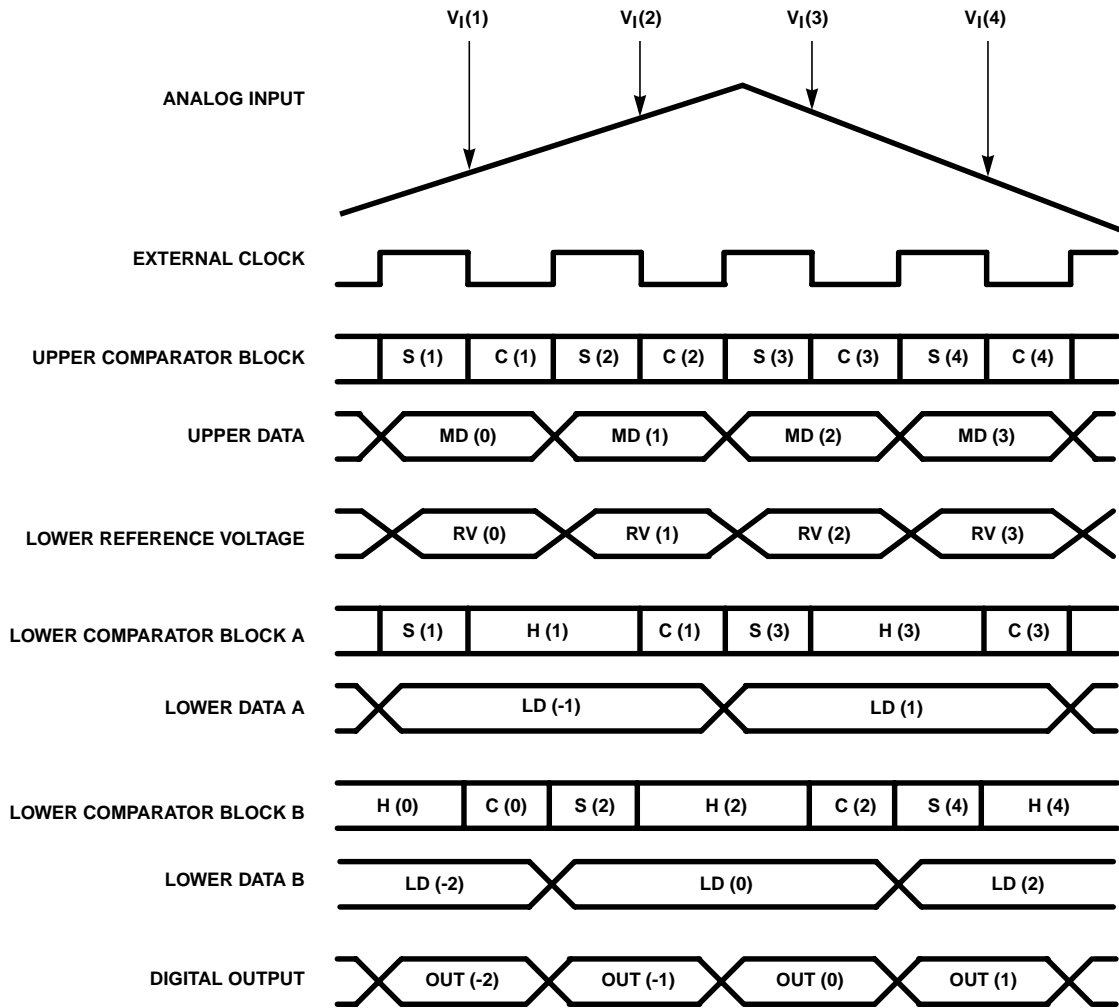 VI(1) VI(2) VI(3) VI(4)
ANALOG INPUT
EXTERNAL CLOCK
UPPER COMPARATOR BLOCK S (1) C (1) S (2) C (2) S (3) C (3) S (4) C (4)
UPPER DATA MD (0) MD (1) MD (2) MD (3)
LOWER REFERENCE VOLTAGE RV (0) RV (1) RV (2) RV (3)
LOWER COMPARATOR BLOCK A S (1) H (1) C (1) S (3) H (3) C (3)
LOWER DATA A LD (-1) LD (1)
LOWER COMPARATOR BLOCK B H (0) C (0) S (2) H (2) C (2) S (4) H (4)
LOWER DATA B LD (-2) LD (0) LD (2)
DIGITAL OUTPUT OUT (-2) OUT (-1) OUT (0) OUT (1)